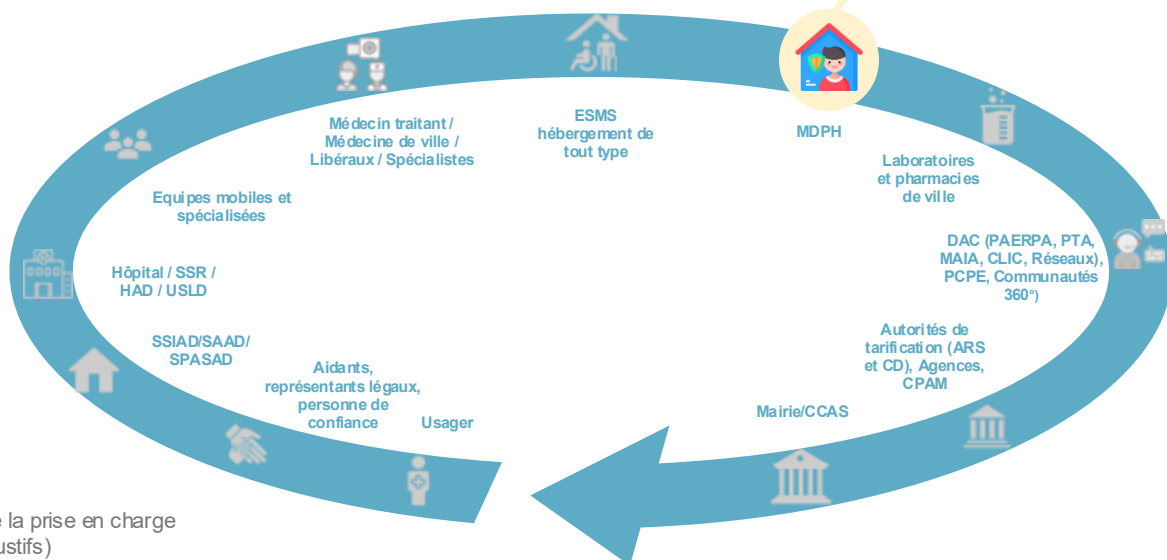 ESMS
hébergement de
tout type
Médecin traitant /
Médecine de ville /
Libéraux / Spécialistes
MDPH
Laboratoires
et pharmacies
de ville
Equipes mobiles et
spécialisées
DAC (PAERPA, PTA,
MAIA, CLIC, Réseaux),
PCPE, Communautés
360°)
Hôpital / SSR /
HAD / USLD
Autorités de
tarification (ARS
et CD), Agences,
CPAM
SSIAD/SAAD/
SPASAD
Aidants,
représentants légaux,
personne de
confiance
Usager
Mairie/CCAS
la prise en charge
ustifs)